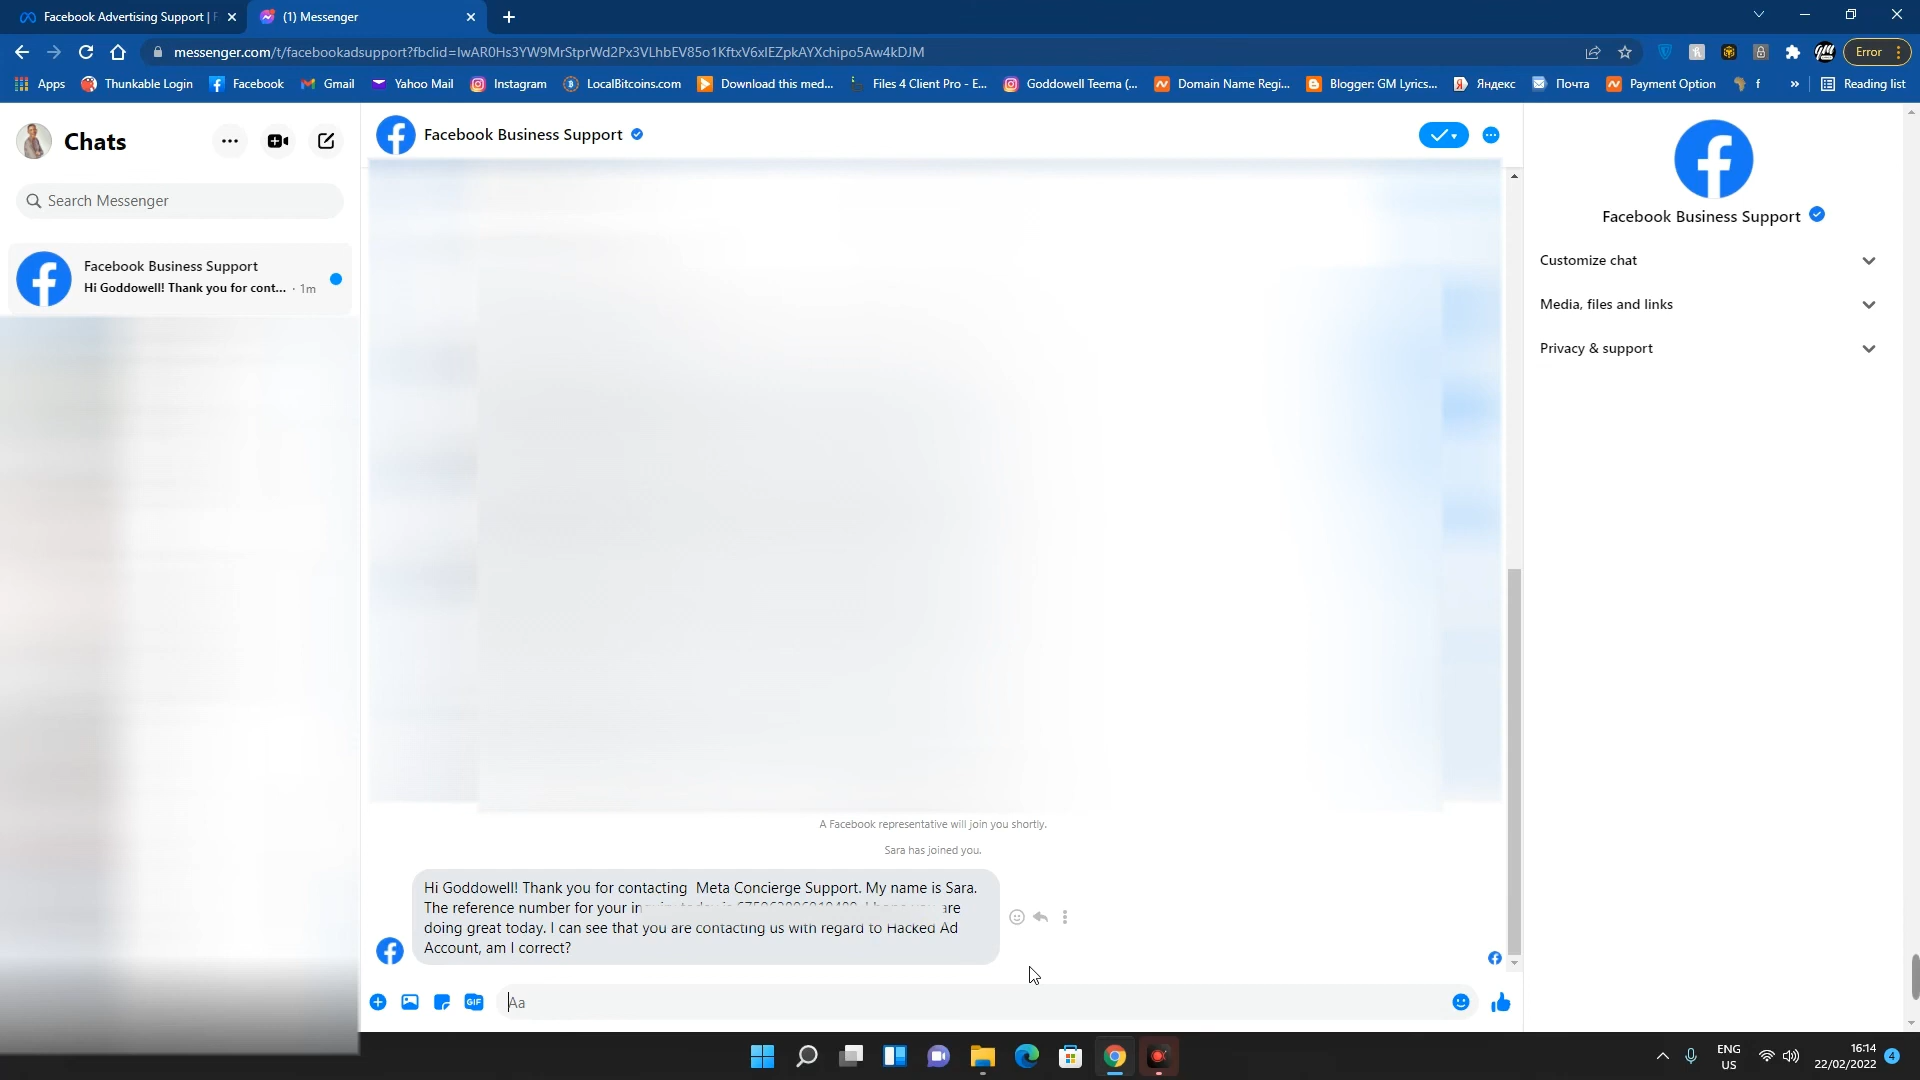 Facebook Advertising Support |
(1) Messenger
messenger.com/t/facebookadsupport?fbclid=IwAR0Hs3YW9MrStprWd2Px3VLhbEV85o1KftxV6xlEZpkAYXchipo5Aw4kDJM
Error
Apps
Thunkable Login
Facebook
Gmail
Yahoo Mail
Instagram
LocalBitcoins.com
Download this med...
Files 4 Client Pro - E...
Goddowell Teema (...
Domain Name Regi...
Blogger: GM Lyrics...
Яндекс
Почта
Payment Option
f
»
Reading list
Chats
Search Messenger
Facebook Business Support
Hi Goddowell! Thank you for cont... · 1m
Facebook Business Support
A Facebook representative will join you shortly.
Sara has joined you.
Hi Goddowell! Thank you for contacting Meta Concierge Support. My name is Sara.
The reference number for your are
doing great today. I can see that you are contacting us with regard to Hacked Ad
Account, am I correct?
GIF
Aa
Facebook Business Support
Customize chat
Media, files and links
Privacy & support
ENG
US
16:14
22/02/2022
4